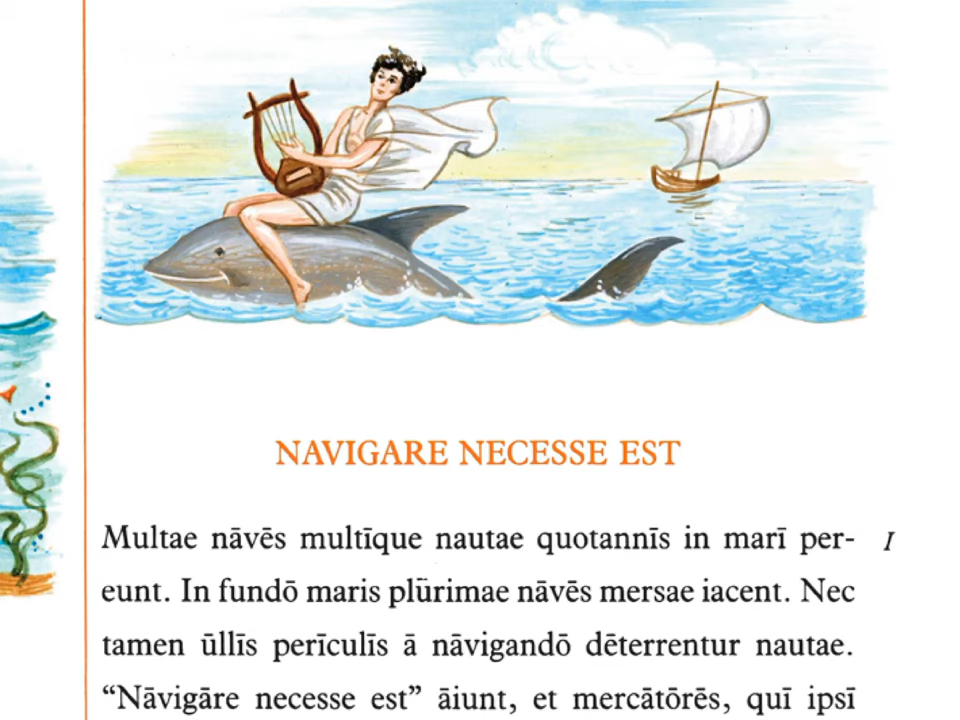 NAVIGARE NECESSE EST
Multae nāvēs multīque nautae quotannīs in marī per- I
eunt. In fundō maris plūrimae nāvēs mersae iacent. Nec
tamen ūllīs perīculīs ā nāvigandō dēterrentur nautae.
“Nāvigāre necesse est” āiunt, et mercātōrēs, quī ipsī